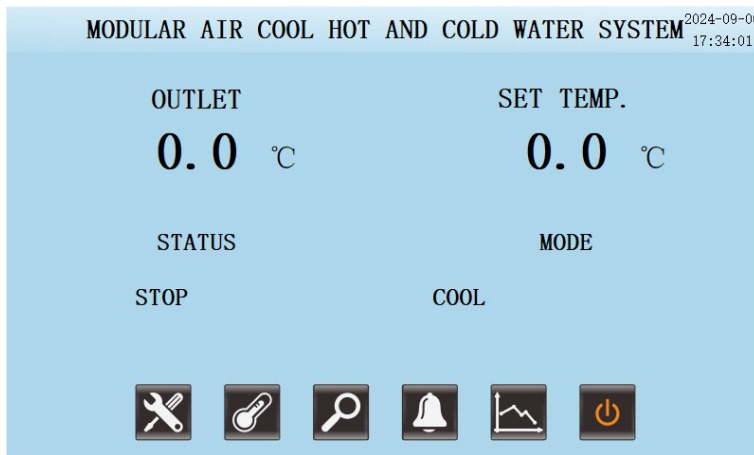 MODULAR AIR COOL HOT AND COLD WATER SYSTEM
17:34:01
OUTLET SET TEMP.
0.0 ℃ 0.0 ℃
STATUS MODE
STOP COOL